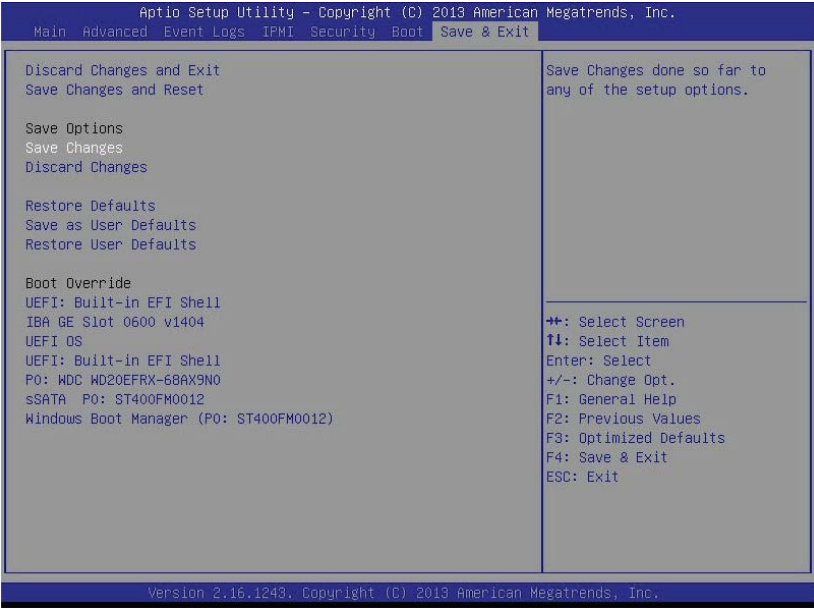 Aptio Setup Utility – Copyright (C) 2013 American Megatrends, Inc.
Main Advanced Event Logs IPMI Security Boot Save & Exit
Discard Changes and Exit
Save Changes and Reset
Save Options
Save Changes
Discard Changes
Restore Defaults
Save as User Defaults
Restore User Defaults
Boot Override
UEFI: Built-in EFI Shell
IBA GE Slot 0600 v1404
UEFI OS
UEFI: Built-in EFI Shell
P0: WDC WD20EFRX-68AX9N0
sSATA P0: ST400FM0012
Windows Boot Manager (P0: ST400FM0012)
Save Changes done so far to
any of the setup options.
→←: Select Screen
↑↓: Select Item
Enter: Select
+/-: Change Opt.
F1: General Help
F2: Previous Values
F3: Optimized Defaults
F4: Save & Exit
ESC: Exit
Version 2.16.1243. Copyright (C) 2013 American Megatrends, Inc.